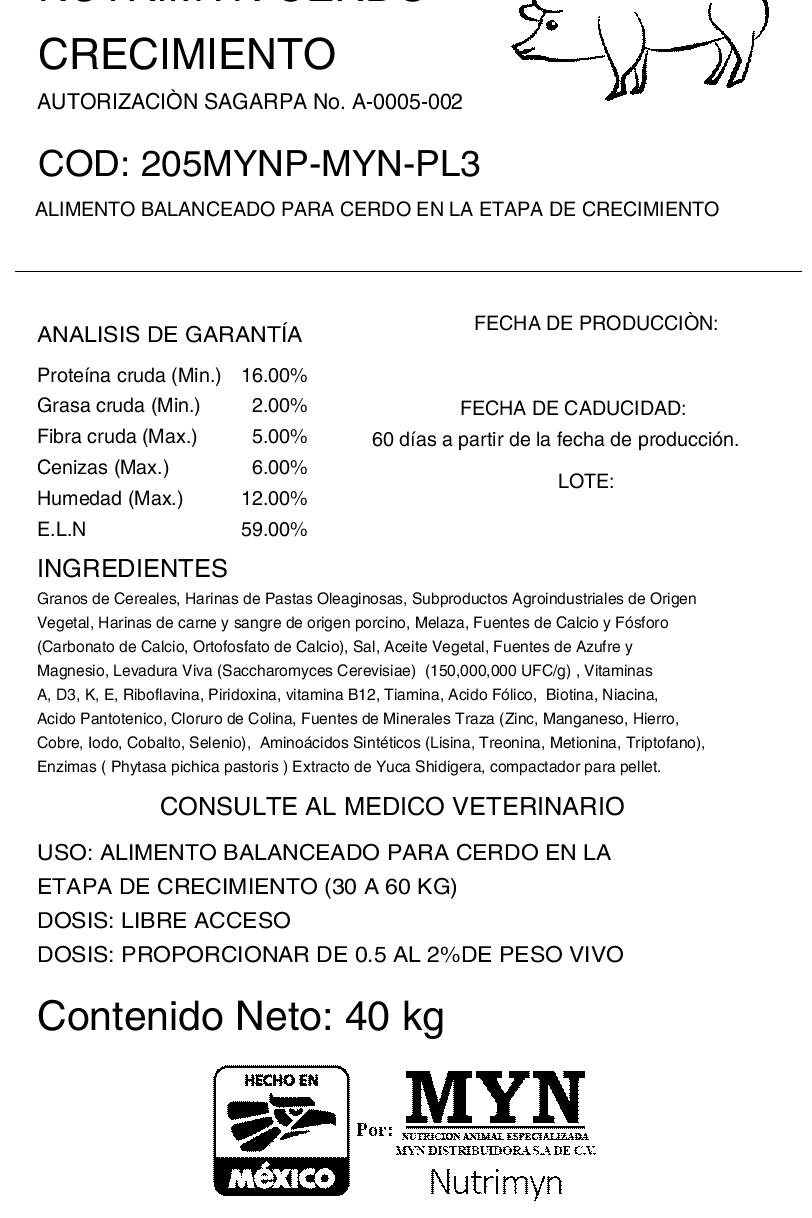 CRECIMIENTO
AUTORIZACIÒN SAGARPA No. A-0005-002
COD: 205MYNP-MYN-PL3
ALIMENTO BALANCEADO PARA CERDO EN LA ETAPA DE CRECIMIENTO
ANALISIS DE GARANTÍA
Proteína cruda (Min.) 16.00%
Grasa cruda (Min.) 2.00%
Fibra cruda (Max.) 5.00%
Cenizas (Max.) 6.00%
Humedad (Max.) 12.00%
E.L.N 59.00%
FECHA DE PRODUCCIÒN:
FECHA DE CADUCIDAD:
60 días a partir de la fecha de producción.
LOTE:
INGREDIENTES
Granos de Cereales, Harinas de Pastas Oleaginosas, Subproductos Agroindustriales de Origen
Vegetal, Harinas de carne y sangre de origen porcino, Melaza, Fuentes de Calcio y Fósforo
(Carbonato de Calcio, Ortofosfato de Calcio), Sal, Aceite Vegetal, Fuentes de Azufre y
Magnesio, Levadura Viva (Saccharomyces Cerevisiae) (150,000,000 UFC/g) , Vitaminas
A, D3, K, E, Riboflavina, Piridoxina, vitamina B12, Tiamina, Acido Fólico, Biotina, Niacina,
Acido Pantotenico, Cloruro de Colina, Fuentes de Minerales Traza (Zinc, Manganeso, Hierro,
Cobre, Iodo, Cobalto, Selenio), Aminoácidos Sintéticos (Lisina, Treonina, Metionina, Triptofano),
Enzimas ( Phytasa pichica pastoris ) Extracto de Yuca Shidigera, compactador para pellet.
CONSULTE AL MEDICO VETERINARIO
USO: ALIMENTO BALANCEADO PARA CERDO EN LA
ETAPA DE CRECIMIENTO (30 A 60 KG)
DOSIS: LIBRE ACCESO
DOSIS: PROPORCIONAR DE 0.5 AL 2%DE PESO VIVO
Contenido Neto: 40 kg
HECHO EN
MéXICO
Por:
MYN
NUTRICION ANIMAL ESPECIALIZADA
MYN DISTRIBUIDORA S.A DE C.V.
Nutrimyn